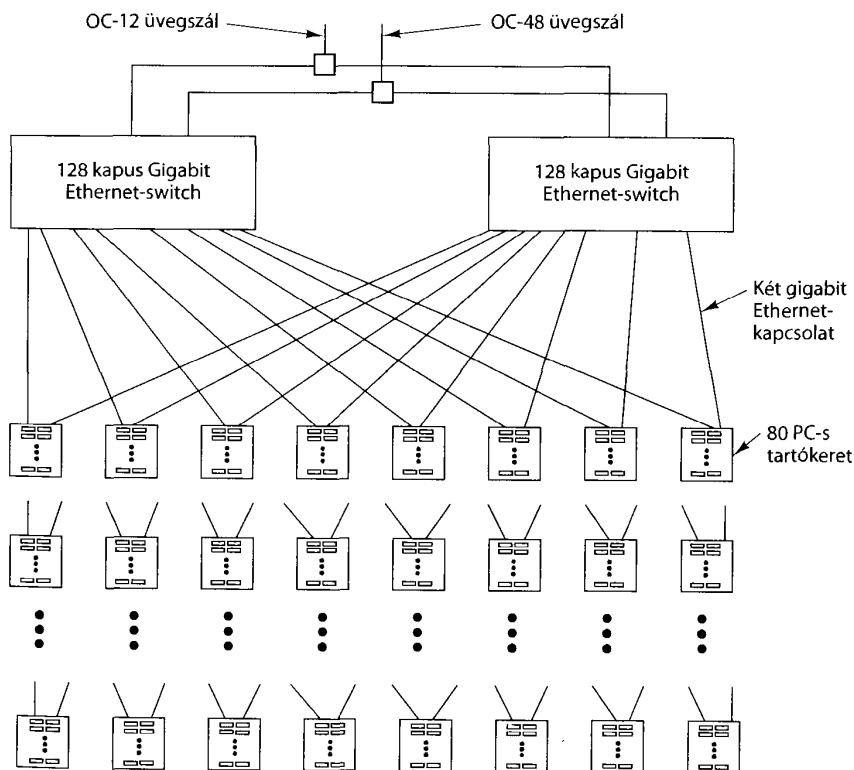 OC-12 üvegszál
OC-48 üvegszál
128 kapus Gigabit
Ethernet-switch
128 kapus Gigabit
Ethernet-switch
Két gigabit
Ethernet-
kapcsolat
80 PC-s
tartókeret